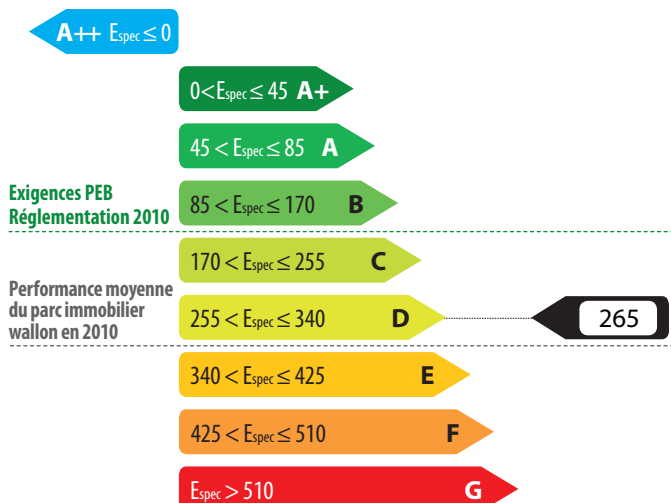 A++ Espec ≤ 0
0 < Espec ≤ 45 A+
45 < Espec ≤ 85 A
Exigences PEB
Réglementation 2010
85 < Espec ≤ 170 B
170 < Espec ≤ 255 C
Performance moyenne
du parc immobilier
wallon en 2010
255 < Espec ≤ 340 D
265
340 < Espec ≤ 425 E
425 < Espec ≤ 510 F
Espec > 510 G